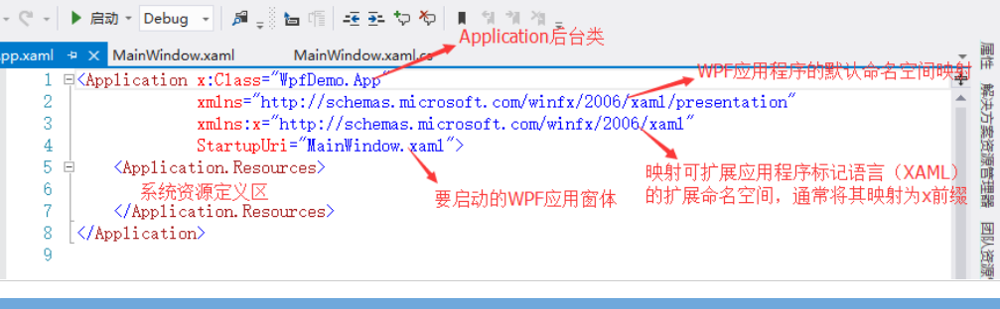 启动 Debug
Application后台类
pp.xaml MainWindow.xaml MainWindow.xaml.cs
WPF应用程序的默认命名空间映射
1 <Application x:Class="WpfDemo.App"
2 xmlns="http://schemas.microsoft.com/winfx/2006/xaml/presentation"
3 xmlns:x="http://schemas.microsoft.com/winfx/2006/xaml"
4 StartupUri="MainWindow.xaml">
5 <Application.Resources>
映射可扩展应用程序标记语言（XAML）
的扩展命名空间，通常将其映射为x前缀
6 系统资源定义区
要启动的WPF应用窗体
7 </Application.Resources>
8 </Application>
9
属性
解决方案资源管理器
团队资源